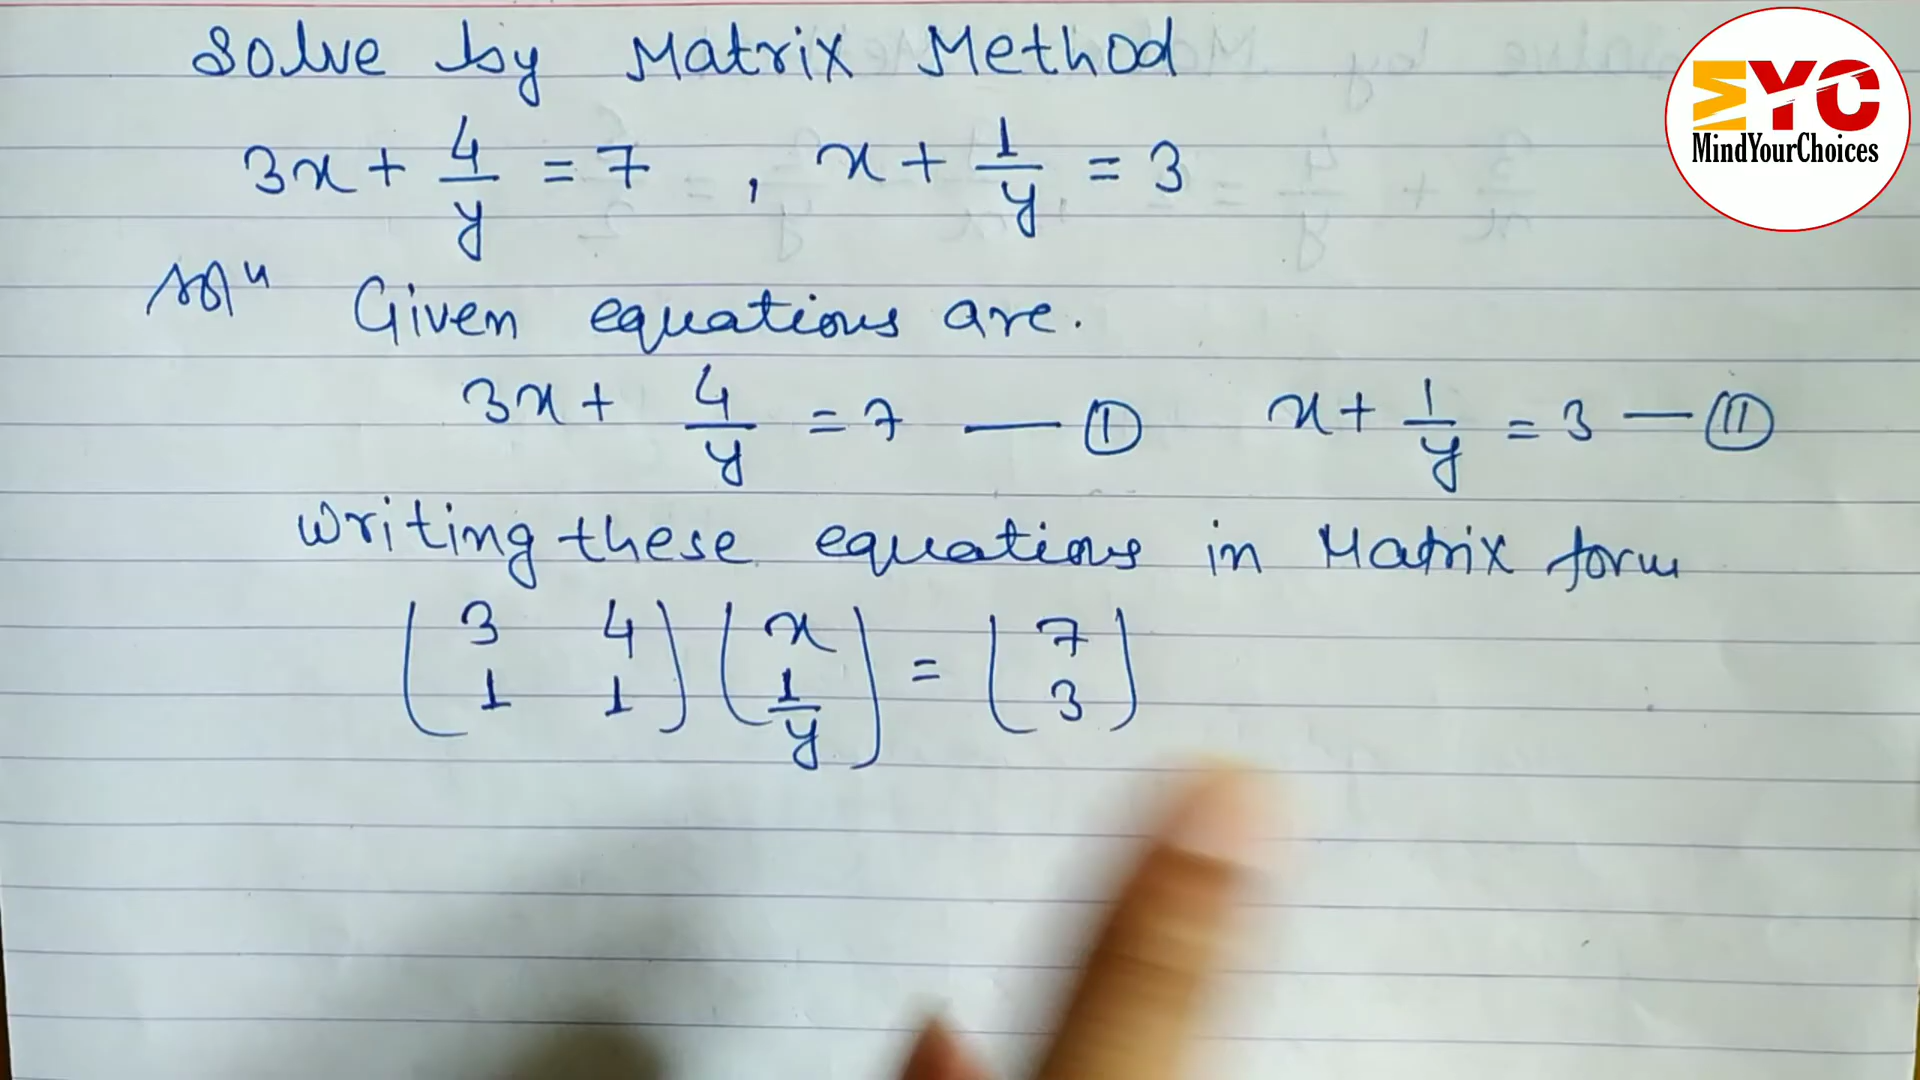 Solve by Matrix Method
3x + 4/y = 7 , x + 1/y = 3
Solⁿ Given equations are.
3x + 4/y = 7 — (I) x + 1/y = 3 — (II)
Writing these equations in Matrix form
( 3 4 ) ( x ) = ( 7 )
( 1 1 ) ( 1/y ) ( 3 )
MYC
MindYourChoices